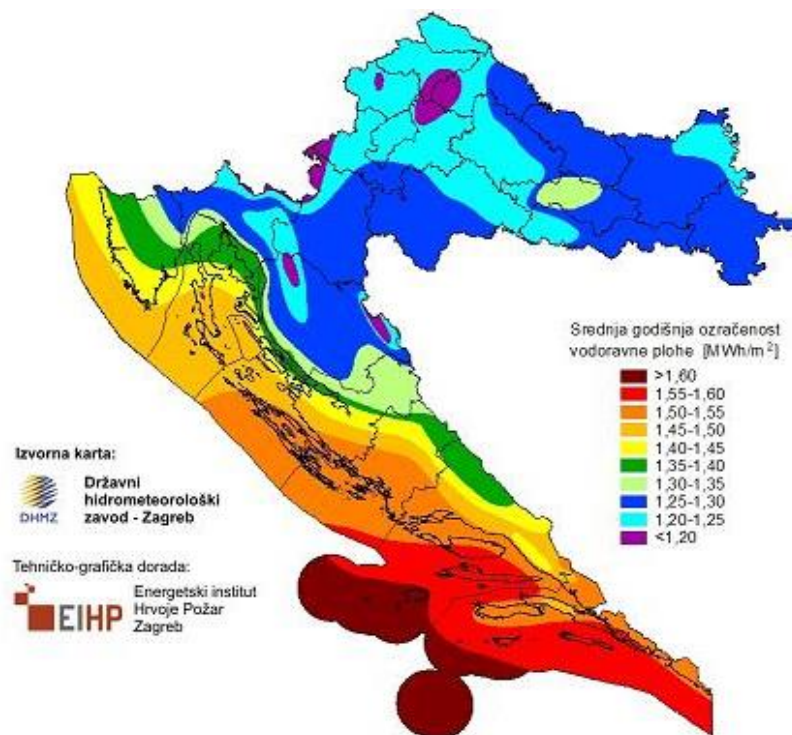 Srednja godišnja ozračenost
vodoravne plohe [MWh/m²]
>1,60
1,55-1,60
1,50-1,55
1,45-1,50
1,40-1,45
1,35-1,40
1,30-1,35
1,25-1,30
1,20-1,25
<1,20
Izvorna karta:
DHMZ
Državni
hidrometeorološki
zavod - Zagreb
Tehničko-grafička dorada:
EIHP
Energetski institut
Hrvoje Požar
Zagreb